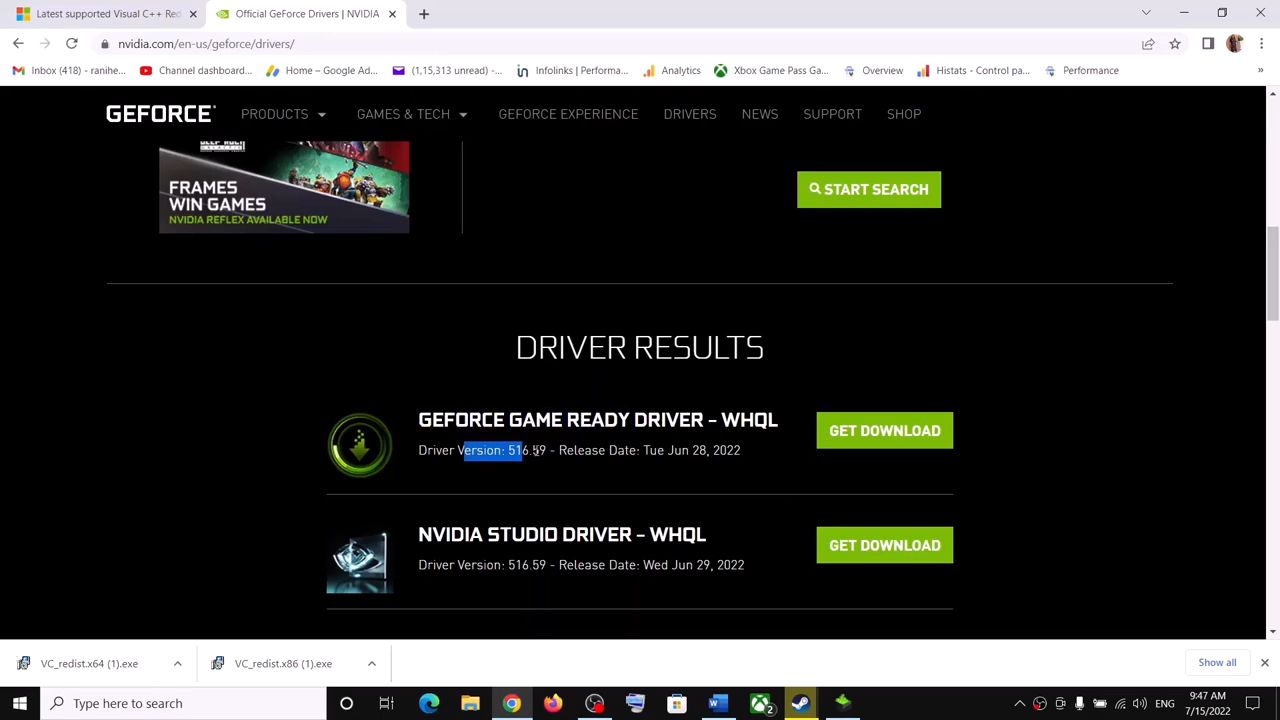 Latest supported Visual C++ Red
Official GeForce Drivers | NVIDIA
nvidia.com/en-us/geforce/drivers/
Inbox (418) - ranihe...
Channel dashboard...
Home – Google Ad...
(1,15,313 unread) -...
Infolinks | Performa...
Analytics
Xbox Game Pass Ga...
Overview
Histats - Control pa...
Performance
»
GEFORCE
PRODUCTS
GAMES & TECH
GEFORCE EXPERIENCE
DRIVERS
NEWS
SUPPORT
SHOP
FRAMES
WIN GAMES
NVIDIA REFLEX AVAILABLE NOW
START SEARCH
DRIVER RESULTS
GEFORCE GAME READY DRIVER - WHQL
Driver Version: 516.59 - Release Date: Tue Jun 28, 2022
GET DOWNLOAD
NVIDIA STUDIO DRIVER - WHQL
Driver Version: 516.59 - Release Date: Wed Jun 29, 2022
GET DOWNLOAD
VC_redist.x64 (1).exe
VC_redist.x86 (1).exe
Show all
Type here to search
2
ENG
9:47 AM
7/15/2022